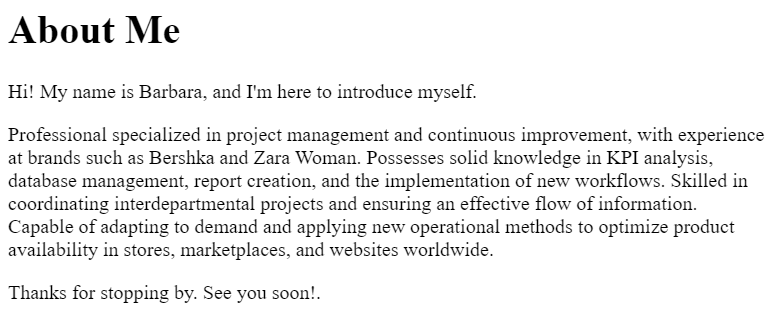 About Me
Hi! My name is Barbara, and I'm here to introduce myself.
Professional specialized in project management and continuous improvement, with experience
at brands such as Bershka and Zara Woman. Possesses solid knowledge in KPI analysis,
database management, report creation, and the implementation of new workflows. Skilled in
coordinating interdepartmental projects and ensuring an effective flow of information.
Capable of adapting to demand and applying new operational methods to optimize product
availability in stores, marketplaces, and websites worldwide.
Thanks for stopping by. See you soon!.